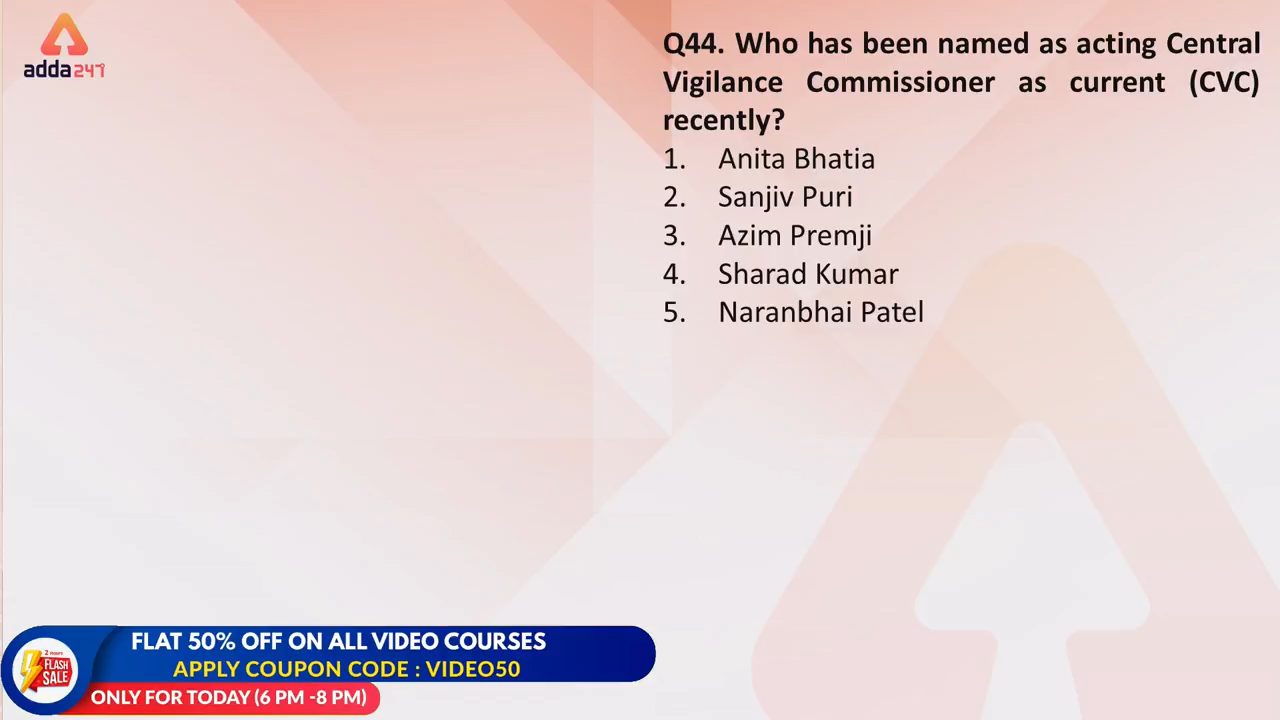 adda247
Q44. Who has been named as acting Central
Vigilance Commissioner as current (CVC)
recently?
1. Anita Bhatia
2. Sanjiv Puri
3. Azim Premji
4. Sharad Kumar
5. Naranbhai Patel
FLAT 50% OFF ON ALL VIDEO COURSES
APPLY COUPON CODE : VIDEO50
2 Hours
FLASH
SALE
ONLY FOR TODAY (6 PM -8 PM)